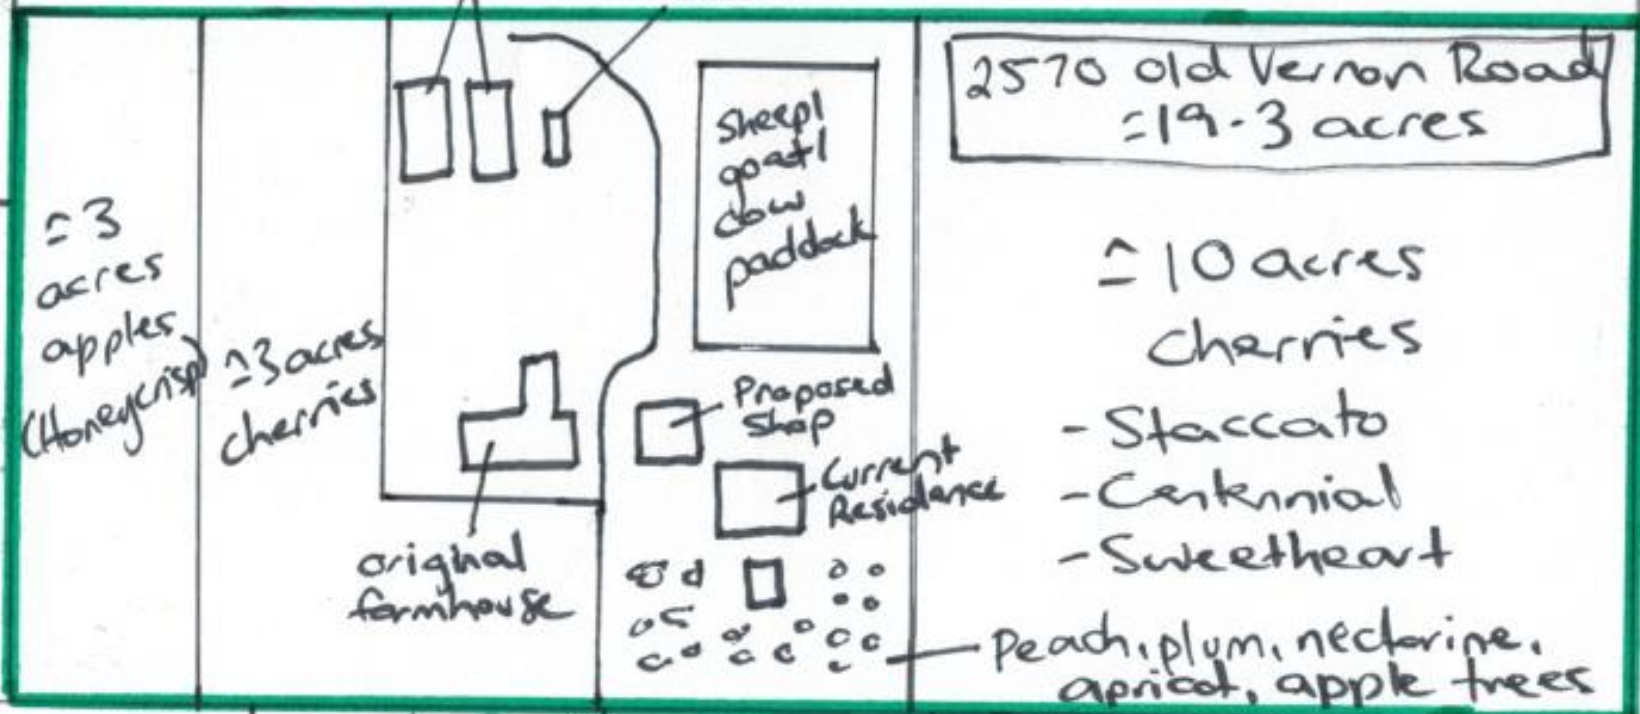 2570 Old Vernon Road
≃19.3 acres
≃3
acres
apples
(Honeycrisp)
≃3 acres
cherries
Sheep/
goat/
cow
paddock
Proposed
Shop
Current
Residence
original
farmhouse
≃10 acres
cherries
- Staccato
- Centennial
- Sweetheart
Peach, plum, nectarine,
apricot, apple trees